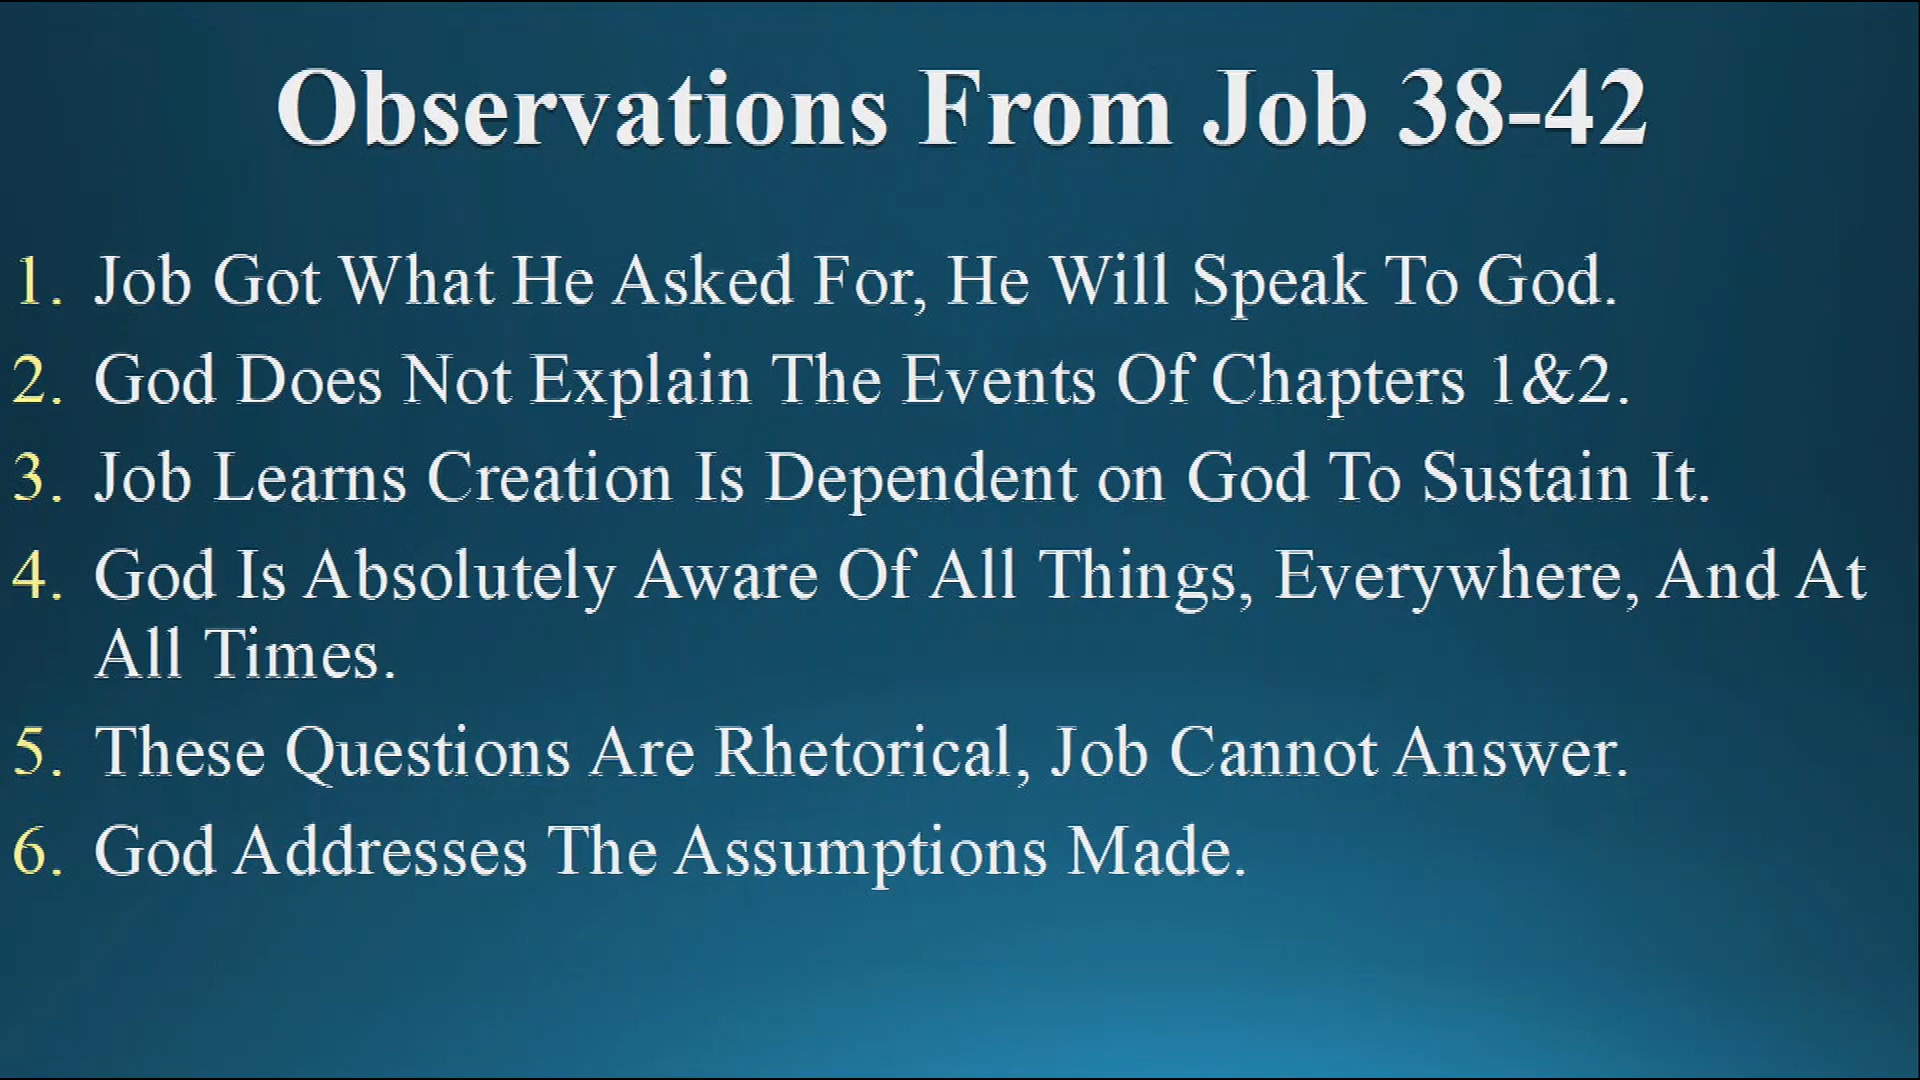 Observations From Job 38-42
1. Job Got What He Asked For, He Will Speak To God.
2. God Does Not Explain The Events Of Chapters 1&2.
3. Job Learns Creation Is Dependent on God To Sustain It.
4. God Is Absolutely Aware Of All Things, Everywhere, And At
All Times.
5. These Questions Are Rhetorical, Job Cannot Answer.
6. God Addresses The Assumptions Made.